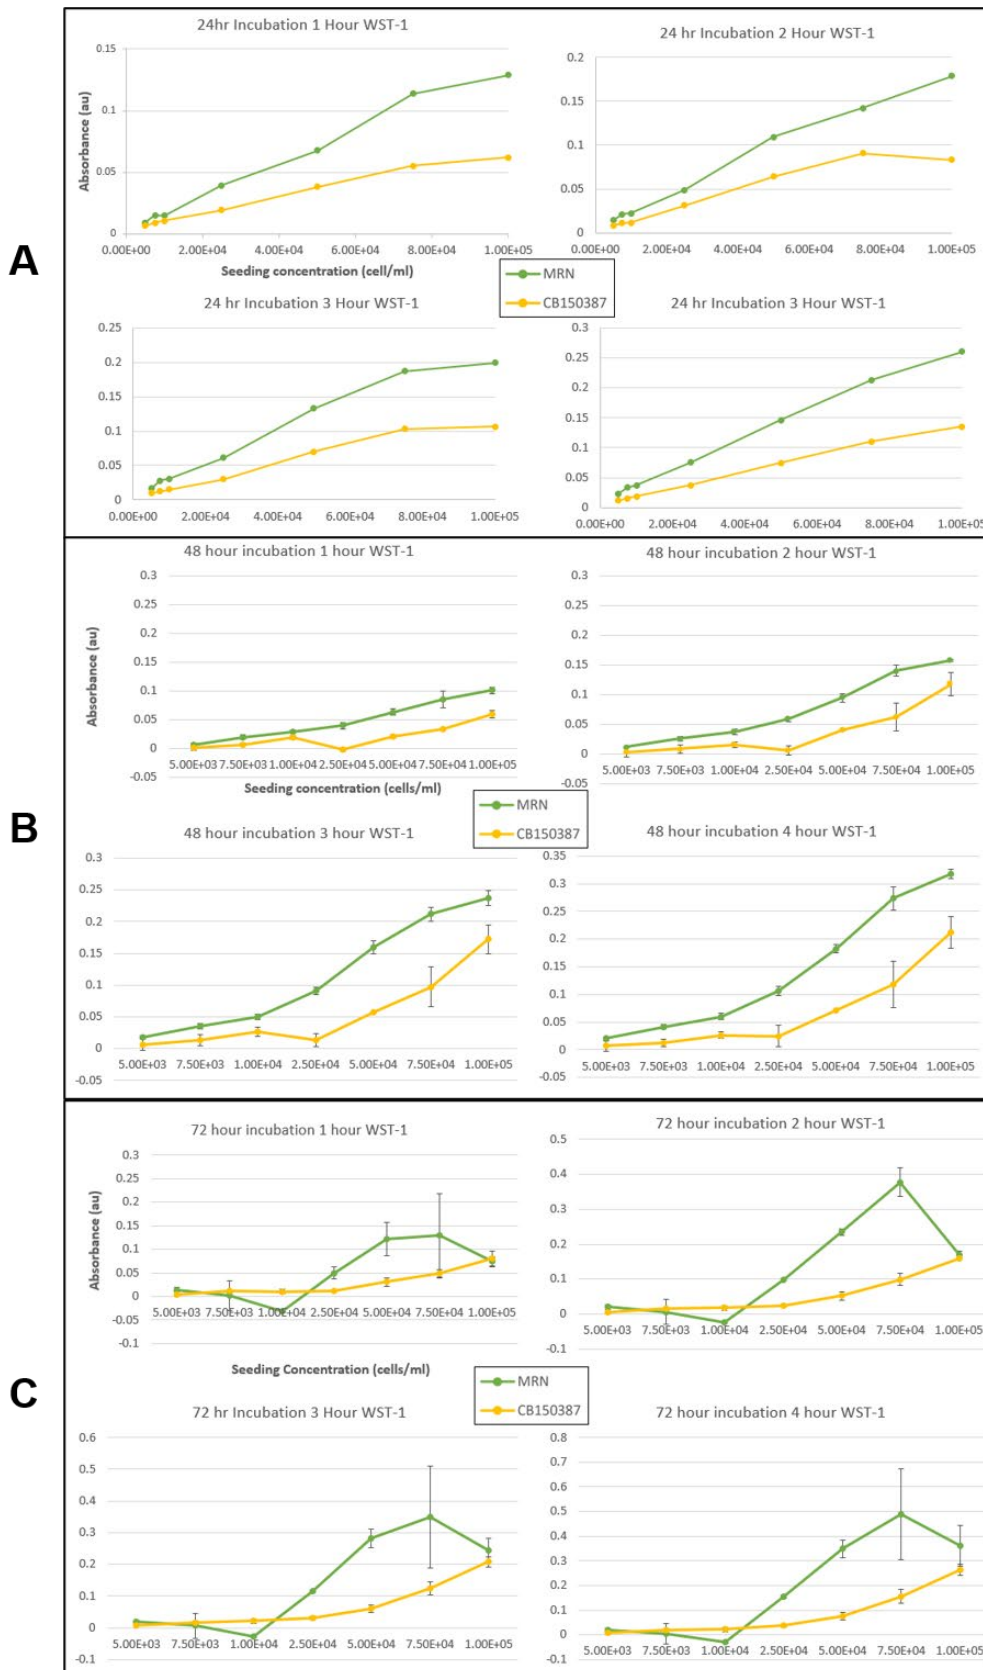 24hr Incubation 1 Hour WST-1
0.15
0.1
0.05
0
Absorbance (au)
0.00E+00 2.00E+04 4.00E+04 6.00E+04 8.00E+04 1.00E+05
Seeding concentration (cell/ml)
24 hr Incubation 2 Hour WST-1
0.2
0.15
0.1
0.05
0
0.00E+00 2.00E+04 4.00E+04 6.00E+04 8.00E+04 1.00E+05
A
MRN
CB150387
24 hr Incubation 3 Hour WST-1
0.25
0.2
0.15
0.1
0.05
0
0.00E+00 2.00E+04 4.00E+04 6.00E+04 8.00E+04 1.00E+05
24 hr Incubation 3 Hour WST-1
0.3
0.25
0.2
0.15
0.1
0.05
0
0.00E+00 2.00E+04 4.00E+04 6.00E+04 8.00E+04 1.00E+05
48 hour incubation 1 hour WST-1
0.3
0.25
0.2
0.15
0.1
0.05
0
-0.05
Absorbance (au)
5.00E+03 7.50E+03 1.00E+04 2.50E+04 5.00E+04 7.50E+04 1.00E+05
Seeding concentration (cells/ml)
48 hour incubation 2 hour WST-1
0.3
0.25
0.2
0.15
0.1
0.05
0
-0.05
5.00E+03 7.50E+03 1.00E+04 2.50E+04 5.00E+04 7.50E+04 1.00E+05
B
MRN
CB150387
48 hour incubation 3 hour WST-1
0.3
0.25
0.2
0.15
0.1
0.05
0
-0.05
5.00E+03 7.50E+03 1.00E+04 2.50E+04 5.00E+04 7.50E+04 1.00E+05
48 hour incubation 4 hour WST-1
0.35
0.3
0.25
0.2
0.15
0.1
0.05
0
-0.05
5.00E+03 7.50E+03 1.00E+04 2.50E+04 5.00E+04 7.50E+04 1.00E+05
72 hour incubation 1 hour WST-1
0.3
0.25
0.2
0.15
0.1
0.05
0
-0.05
-0.1
Absorbance (au)
5.00E+03 7.50E+03 1.00E+04 2.50E+04 5.00E+04 7.50E+04 1.00E+05
Seeding Concentration (cells/ml)
72 hour incubation 2 hour WST-1
0.5
0.4
0.3
0.2
0.1
0
-0.1
5.00E+03 7.50E+03 1.00E+04 2.50E+04 5.00E+04 7.50E+04 1.00E+05
C
MRN
CB150387
72 hr Incubation 3 Hour WST-1
0.6
0.5
0.4
0.3
0.2
0.1
0
-0.1
5.00E+03 7.50E+03 1.00E+04 2.50E+04 5.00E+04 7.50E+04 1.00E+05
72 hour incubation 4 hour WST-1
0.8
0.7
0.6
0.5
0.4
0.3
0.2
0.1
0
-0.1
5.00E+03 7.50E+03 1.00E+04 2.50E+04 5.00E+04 7.50E+04 1.00E+05